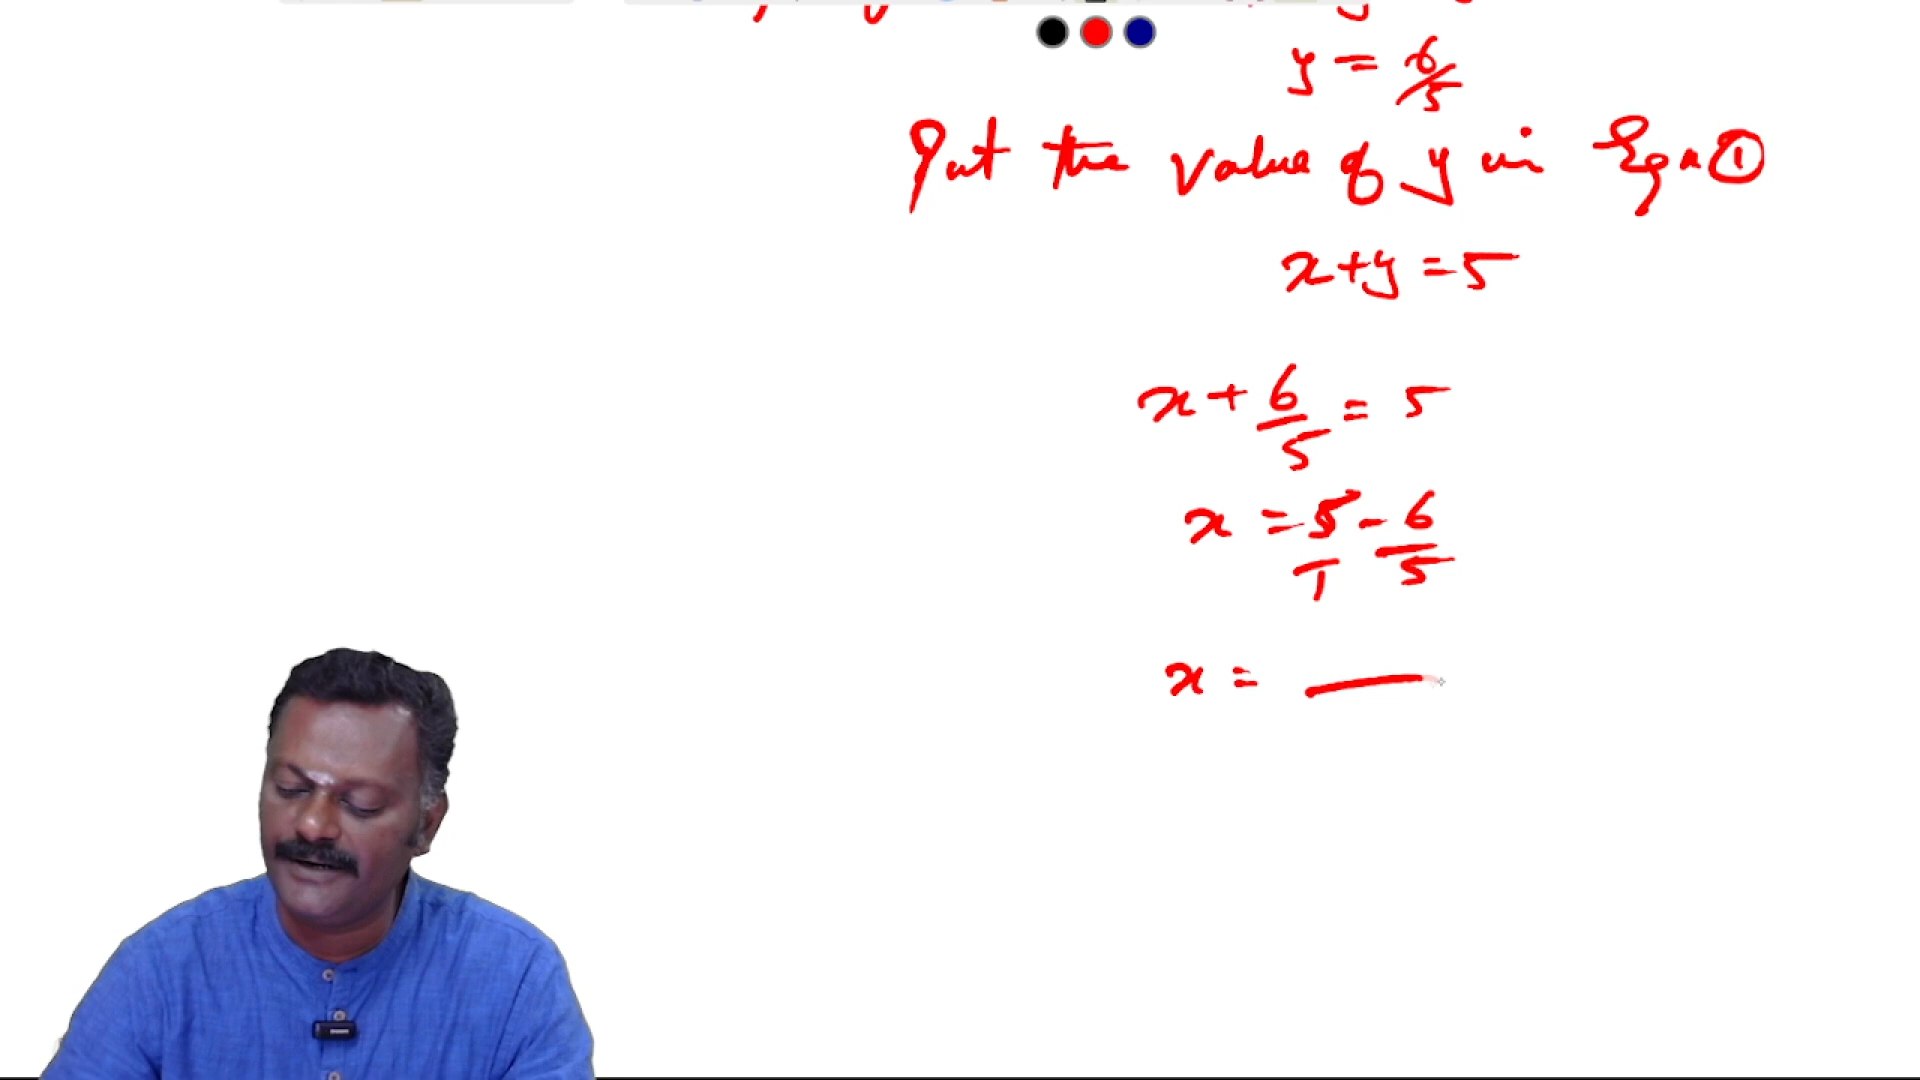 y = 6/5
Put the value of y in Eqn ①
x+y = 5
x + 6/5 = 5
x = 5/1 - 6/5
x =